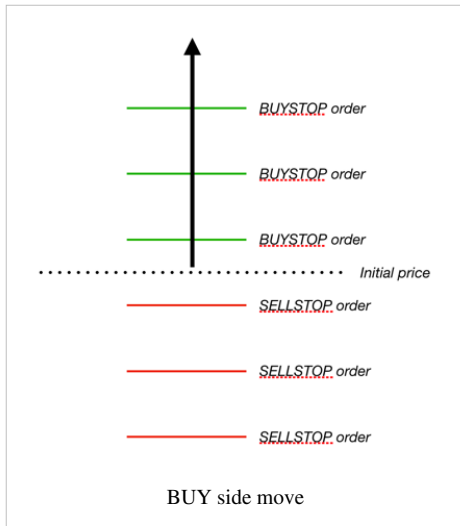 BUYSTOP order
BUYSTOP order
BUYSTOP order
Initial price
SELLSTOP order
SELLSTOP order
SELLSTOP order
BUY side move